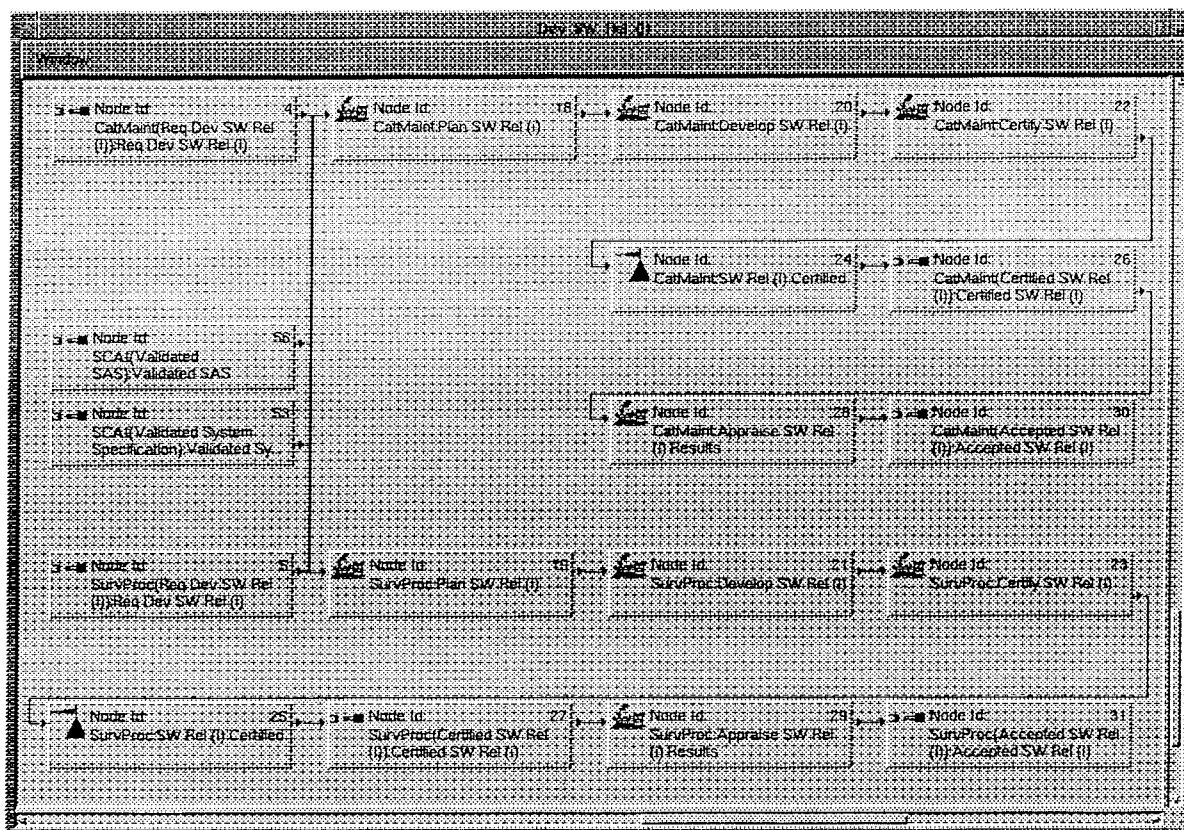 Dev SW Rel (i)
Window
Node Id: 4
CatMaint(Req Dev SW Rel
(i)):Req Dev SW Rel (i)
Node Id: 18
CatMaint:Plan SW Rel (i)
Node Id: 20
CatMaint:Develop SW Rel (i)
Node Id: 22
CatMaint:Certify SW Rel (i)
Node Id: 24
CatMaint:SW Rel (i) Certified
Node Id: 26
CatMaint(Certified SW Rel
(i)):Certified SW Rel (i)
Node Id:
SCAI(Validated
SAS):Validated SAS
Node Id: 53
SCAI(Validated System
Specification):Validated Sy...
Node Id: 28
CatMaint:Appraise SW Rel
(i) Results
Node Id: 30
CatMaint(Accepted SW Rel
(i)):Accepted SW Rel (i)
Node Id: 5
SurvProc(Req Dev SW Rel
(i)):Req Dev SW Rel (i)
Node Id: 19
SurvProc:Plan SW Rel (i)
Node Id: 21
SurvProc:Develop SW Rel (i)
Node Id: 23
SurvProc:Certify SW Rel (i)
Node Id: 25
SurvProc:SW Rel (i) Certified
Node Id: 27
SurvProc(Certified SW Rel
(i)):Certified SW Rel (i)
Node Id: 29
SurvProc:Appraise SW Rel
(i) Results
Node Id: 31
SurvProc(Accepted SW Rel
(i)):Accepted SW Rel (i)